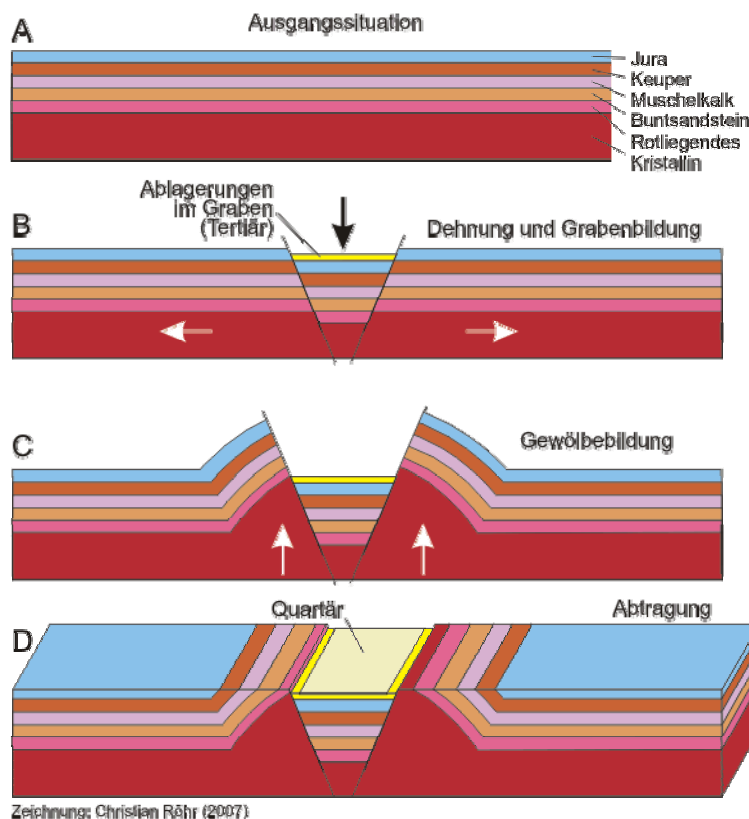 A
Ausgangssituation
Jura
Keuper
Muschelkalk
Buntsandstein
Rotliegendes
Kristallin
B
Ablagerungen
im Graben
(Tertiär)
Dehnung und Grabenbildung
C
Gewölbebildung
D
Quartär
Abtragung
Zeichnung: Christian Röhr (2007)